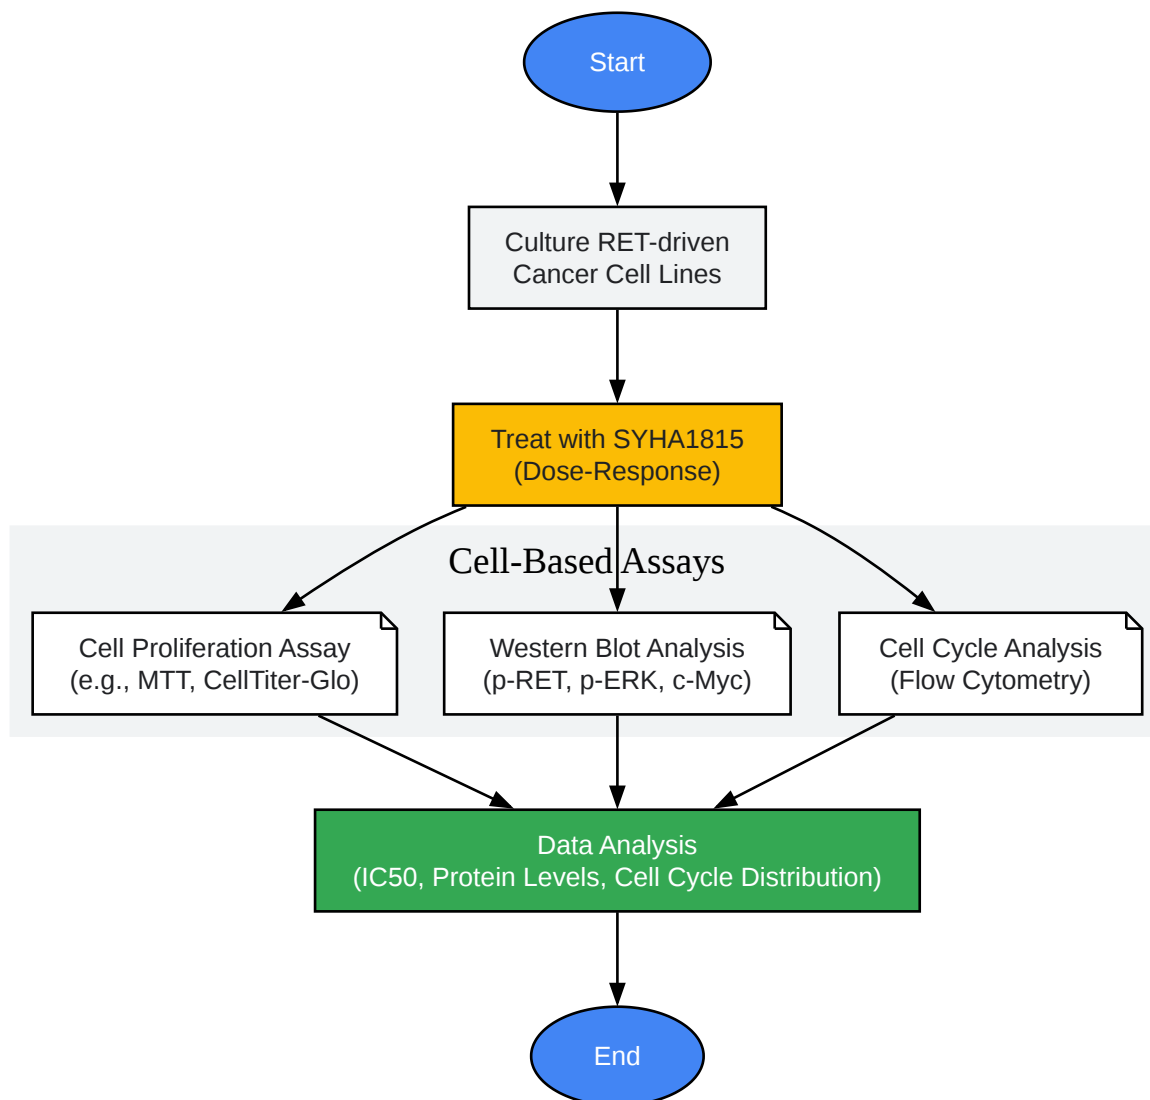 Start
Culture RET-driven
Cancer Cell Lines
Treat with SYHA1815
(Dose-Response)
Cell-Based Assays
Cell Proliferation Assay
(e.g., MTT, CellTiter-Glo)
Western Blot Analysis
(p-RET, p-ERK, c-Myc)
Cell Cycle Analysis
(Flow Cytometry)
Data Analysis
(IC50, Protein Levels, Cell Cycle Distribution)
End